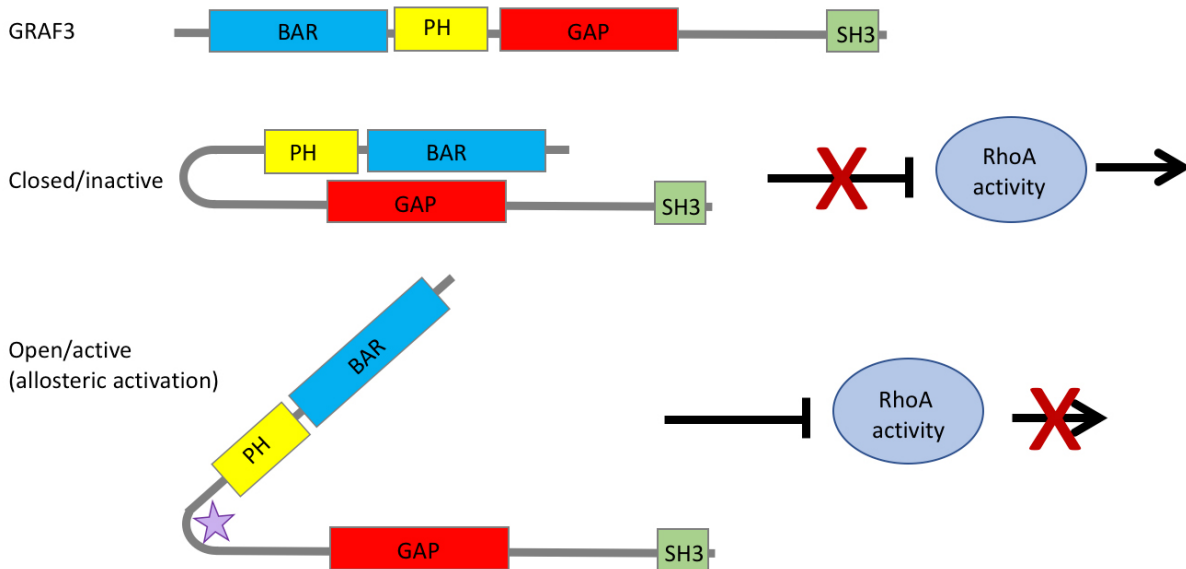 GRAF3
BAR
PH
GAP
SH3
Closed/inactive
PH
BAR
GAP
SH3
RhoA
activity
Open/active
(allosteric activation)
BAR
PH
GAP
SH3
RhoA
activity